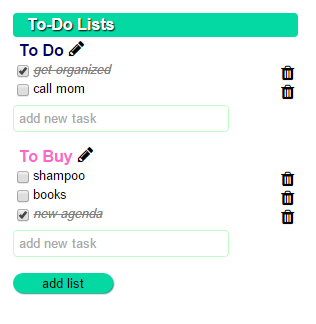 To-Do Lists
To Do
get organized
call mom
add new task
To Buy
shampoo
books
new agenda
add new task
add list